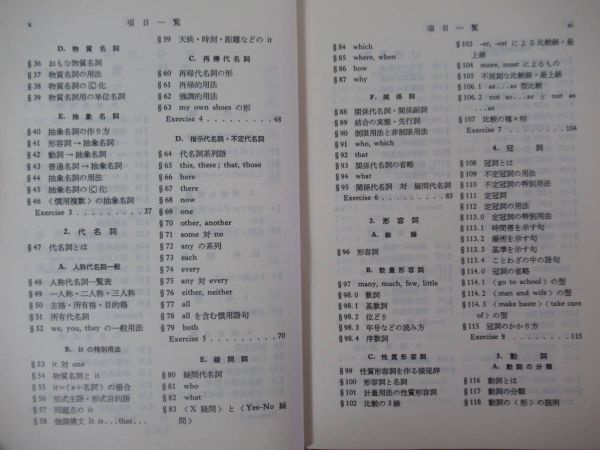 x
項目一覧
D. 物質名詞
§36 おもな物質名詞
§37 物質名詞の用法
§38 物質名詞のⒸ化
§39 物質名詞用の単位名詞
E. 抽象名詞
§40 抽象名詞の作り方
§41 形容詞→抽象名詞
§42 動詞→抽象名詞
§43 普通名詞→抽象名詞
§44 抽象名詞の用法
§45 抽象名詞のⒸ化
§46 〈慣用複数〉の抽象名詞
Exercise 3 . . . . . . . . . . 37
2. 代名詞
§47 代名詞とは
A. 人称代名詞一般
§48 人称代名詞一覧表
§49 一人称・二人称・三人称
§50 主格・所有格・目的格
§51 所有代名詞
§52 we, you, they の一般用法
B. it の特別用法
§53 it 対 one
§54 物質名詞と it
§55 it=(s+名詞) の場合
§56 形式主語・形式目的語
§57 問題点の it
§58 強調構文 It is...that...
§59 天候・時刻・距離などの it
C. 再帰代名詞
§60 再帰代名詞の形
§61 再帰的用法
§62 強調的用法
§63 my own shoes の形
Exercise 4 . . . . . . . . . . 48
D. 指示代名詞・不定代名詞
§64 代名詞系列語
§65 this, these; that, those
§66 here
§67 there
§68 now
§69 one
§70 other, another
§71 some 対 no
§72 any の系列
§73 each
§74 every
§75 any 対 every
§76 either, neither
§77 all
§78 all を含む慣用語句
§79 both
Exercise 5 . . . . . . . . . . 70
E. 疑問詞
§80 疑問代名詞
§81 who
§82 what
§83 〈X 疑問〉と〈Yes-No 疑
問〉
項目一覧
xi
§84 which
§85 where, when
§86 how
§87 why
F. 関係詞
§88 関係代名詞・関係副詞
§89 結合の実態・先行詞
§90 制限用法と非制限用法
§91 who, which
§92 that
§93 関係代名詞の省略
§94 what
§95 関係代名詞 対 疑問代名詞
Exercise 6 . . . . . . . . . . 85
3. 形容詞
A. 総論
§96 形容詞
B. 数量形容詞
§97 many, much, few, little
§98.0 数詞
§98.1 基数詞
§98.2 位どり
§98.3 年号などの読み方
§98.4 序数詞
C. 性質形容詞
§99 性質形容詞を作る接尾辞
§100 形容詞と名詞
§101 計量用法の性質形容詞
§102 比較の3級
§103 -er, -est による比較級・最
上級
§104 more, most によるもの
§105 不規則な比較級・最上級
§106.1 as...as 型比較
§106.2 not so...as と not as
...as
§107 比較の種々相
Exercise 7 . . . . . . . . . . 104
4. 冠詞
§108 冠詞とは
§109 不定冠詞の用法
§110 不定冠詞の特別用法
§111 定冠詞
§112 定冠詞の用法
§113.0 定冠詞の特別用法
§113.1 時間帯を示す句
§113.2 場所を示す句
§113.3 基準を示す句
§113.4 ことわざの中の語句
§114.0 冠詞の省略
§114.1 〈go to school〉の型
§114.2 〈man and wife〉の型
§114.3 〈make haste〉〈take care
of〉の型
§115 冠詞のかかり方
Exercise 8 . . . . . . . . . . 115
5. 動詞
A. 動詞の分類
§116 動詞とは
§117 動詞の分類
§118 動詞の〈形〉の説明